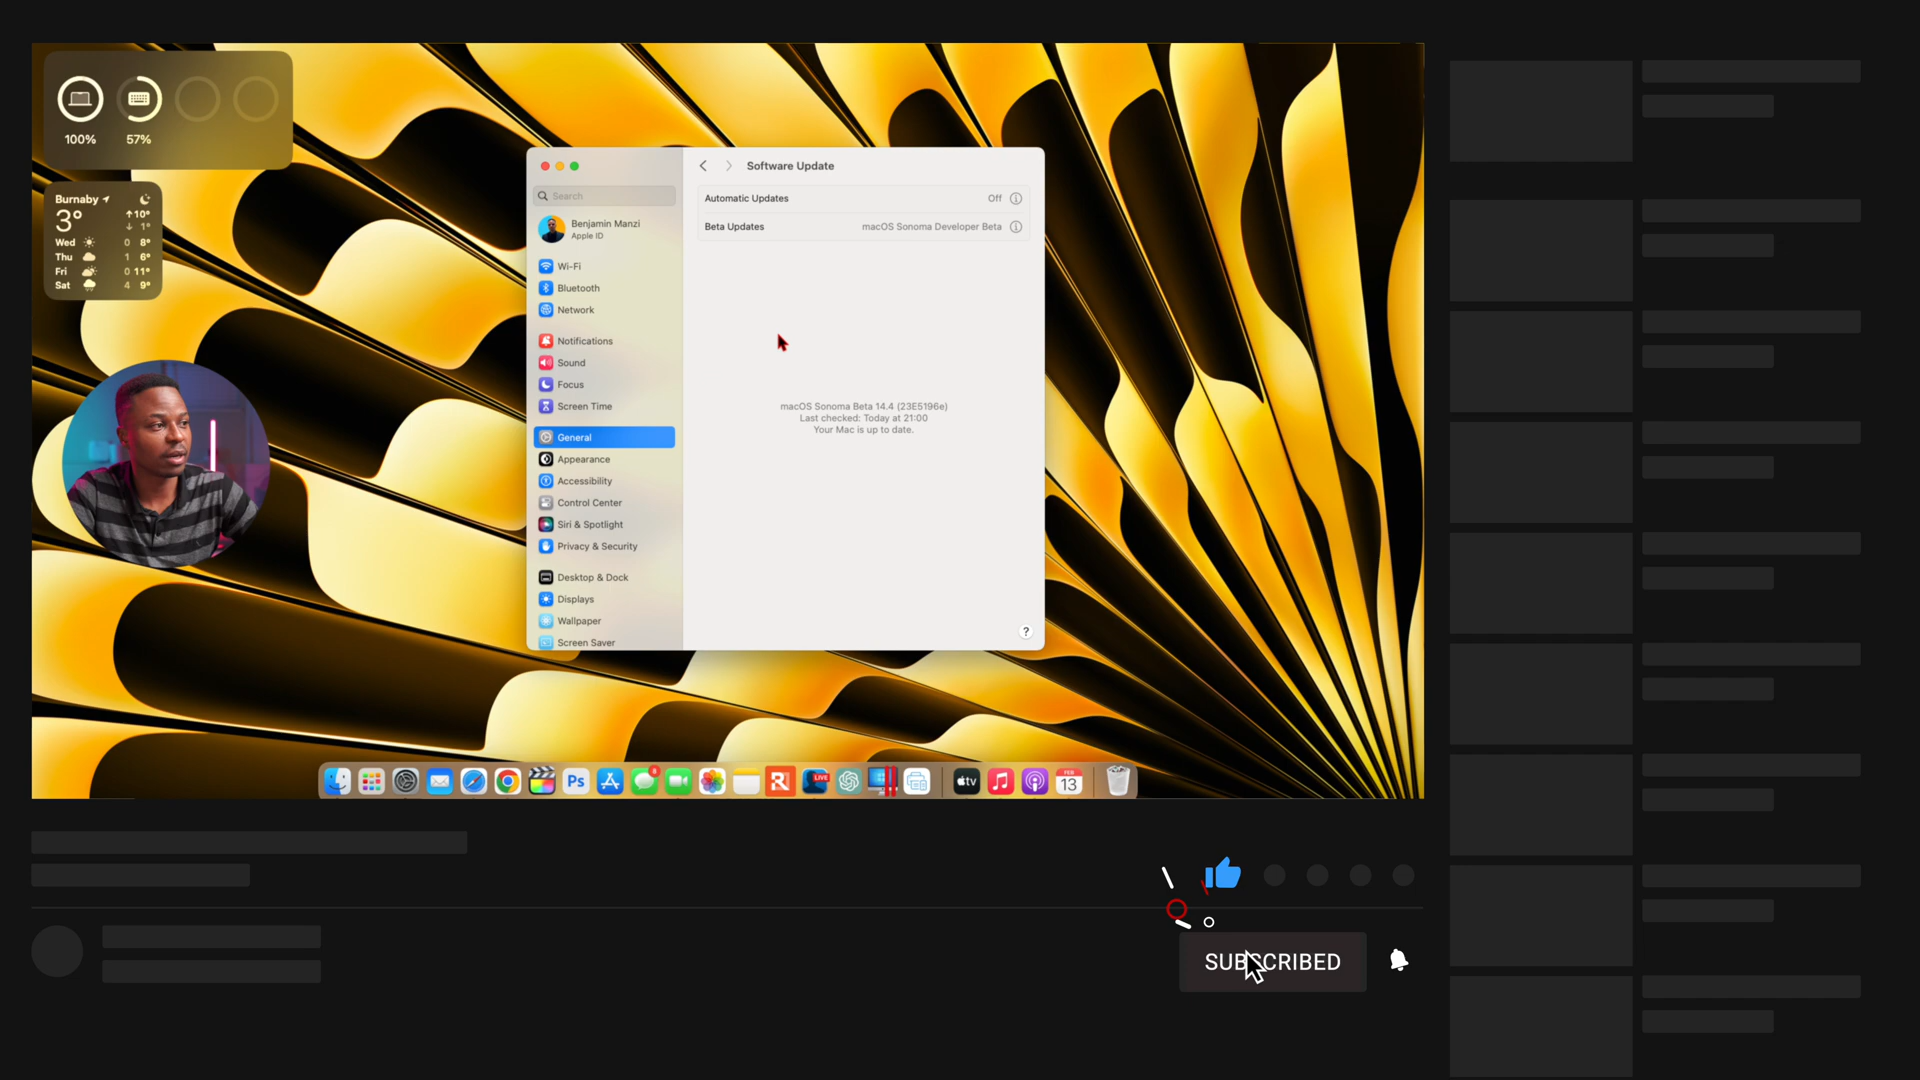 100%
57%
Burnaby
3°
↑10°
↓ 1°
Wed 0 8°
Thu 1 6°
Fri 0 11°
Sat 4 9°
Search
Benjamin Manzi
Apple ID
Wi-Fi
Bluetooth
Network
Notifications
Sound
Focus
Screen Time
General
Appearance
Accessibility
Control Center
Siri & Spotlight
Privacy & Security
Desktop & Dock
Displays
Wallpaper
Screen Saver
Software Update
Automatic Updates Off
Beta Updates macOS Sonoma Developer Beta
macOS Sonoma Beta 14.4 (23E5196e)
Last checked: Today at 21:00
Your Mac is up to date.
?
Ps
LIVE
tv
FEB
13
SUBSCRIBED